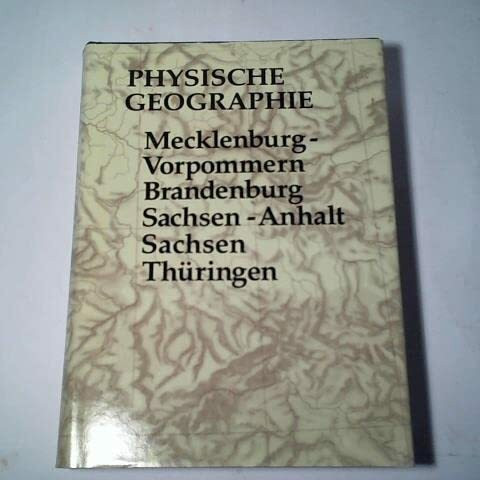 PHYSISCHE
GEOGRAPHIE
Mecklenburg-
Vorpommern
Brandenburg
Sachsen-Anhalt
Sachsen
Thüringen